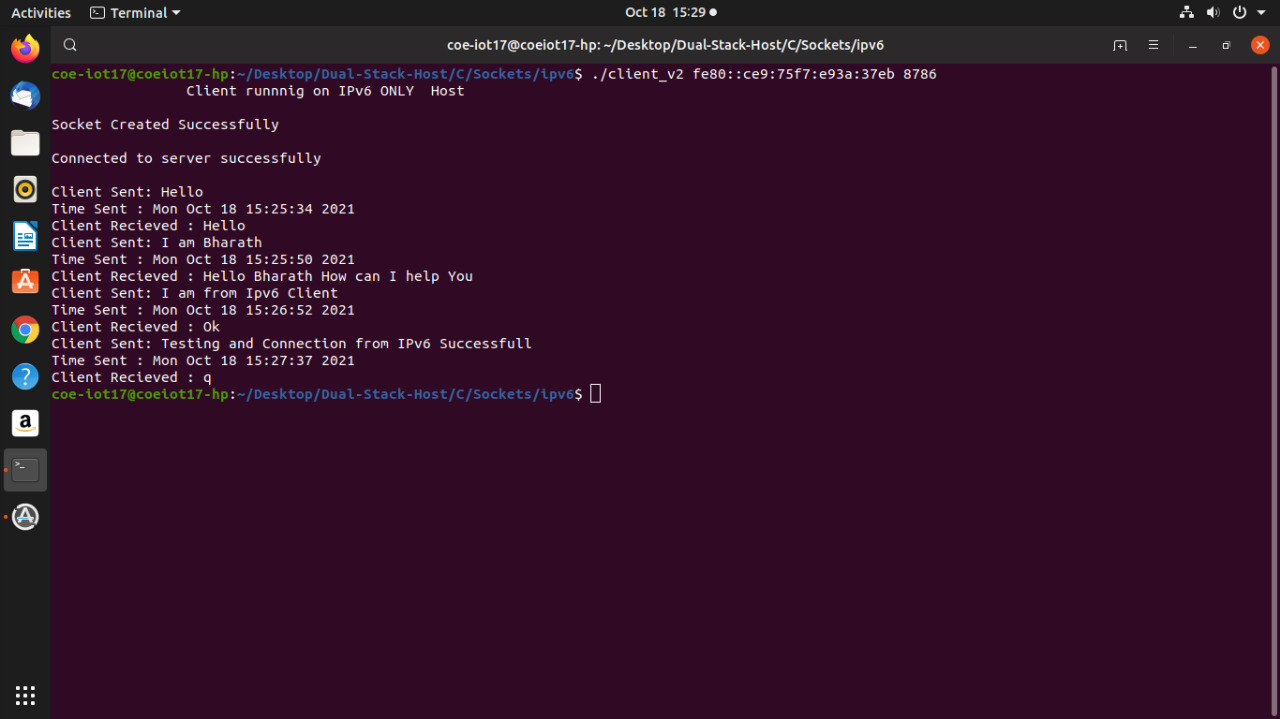 Activities Terminal Oct 18 15:29
coe-iot17@coeiot17-hp: ~/Desktop/Dual-Stack-Host/C/Sockets/ipv6
coe-iot17@coeiot17-hp:~/Desktop/Dual-Stack-Host/C/Sockets/ipv6$ ./client_v2 fe80::ce9:75f7:e93a:37eb 8786
Client runnnig on IPv6 ONLY  Host
Socket Created Successfully
Connected to server successfully
Client Sent: Hello
Time Sent : Mon Oct 18 15:25:34 2021
Client Recieved : Hello
Client Sent: I am Bharath
Time Sent : Mon Oct 18 15:25:50 2021
Client Recieved : Hello Bharath How can I help You
Client Sent: I am from Ipv6 Client
Time Sent : Mon Oct 18 15:26:52 2021
Client Recieved : Ok
Client Sent: Testing and Connection from IPv6 Successfull
Time Sent : Mon Oct 18 15:27:37 2021
Client Recieved : q
coe-iot17@coeiot17-hp:~/Desktop/Dual-Stack-Host/C/Sockets/ipv6$